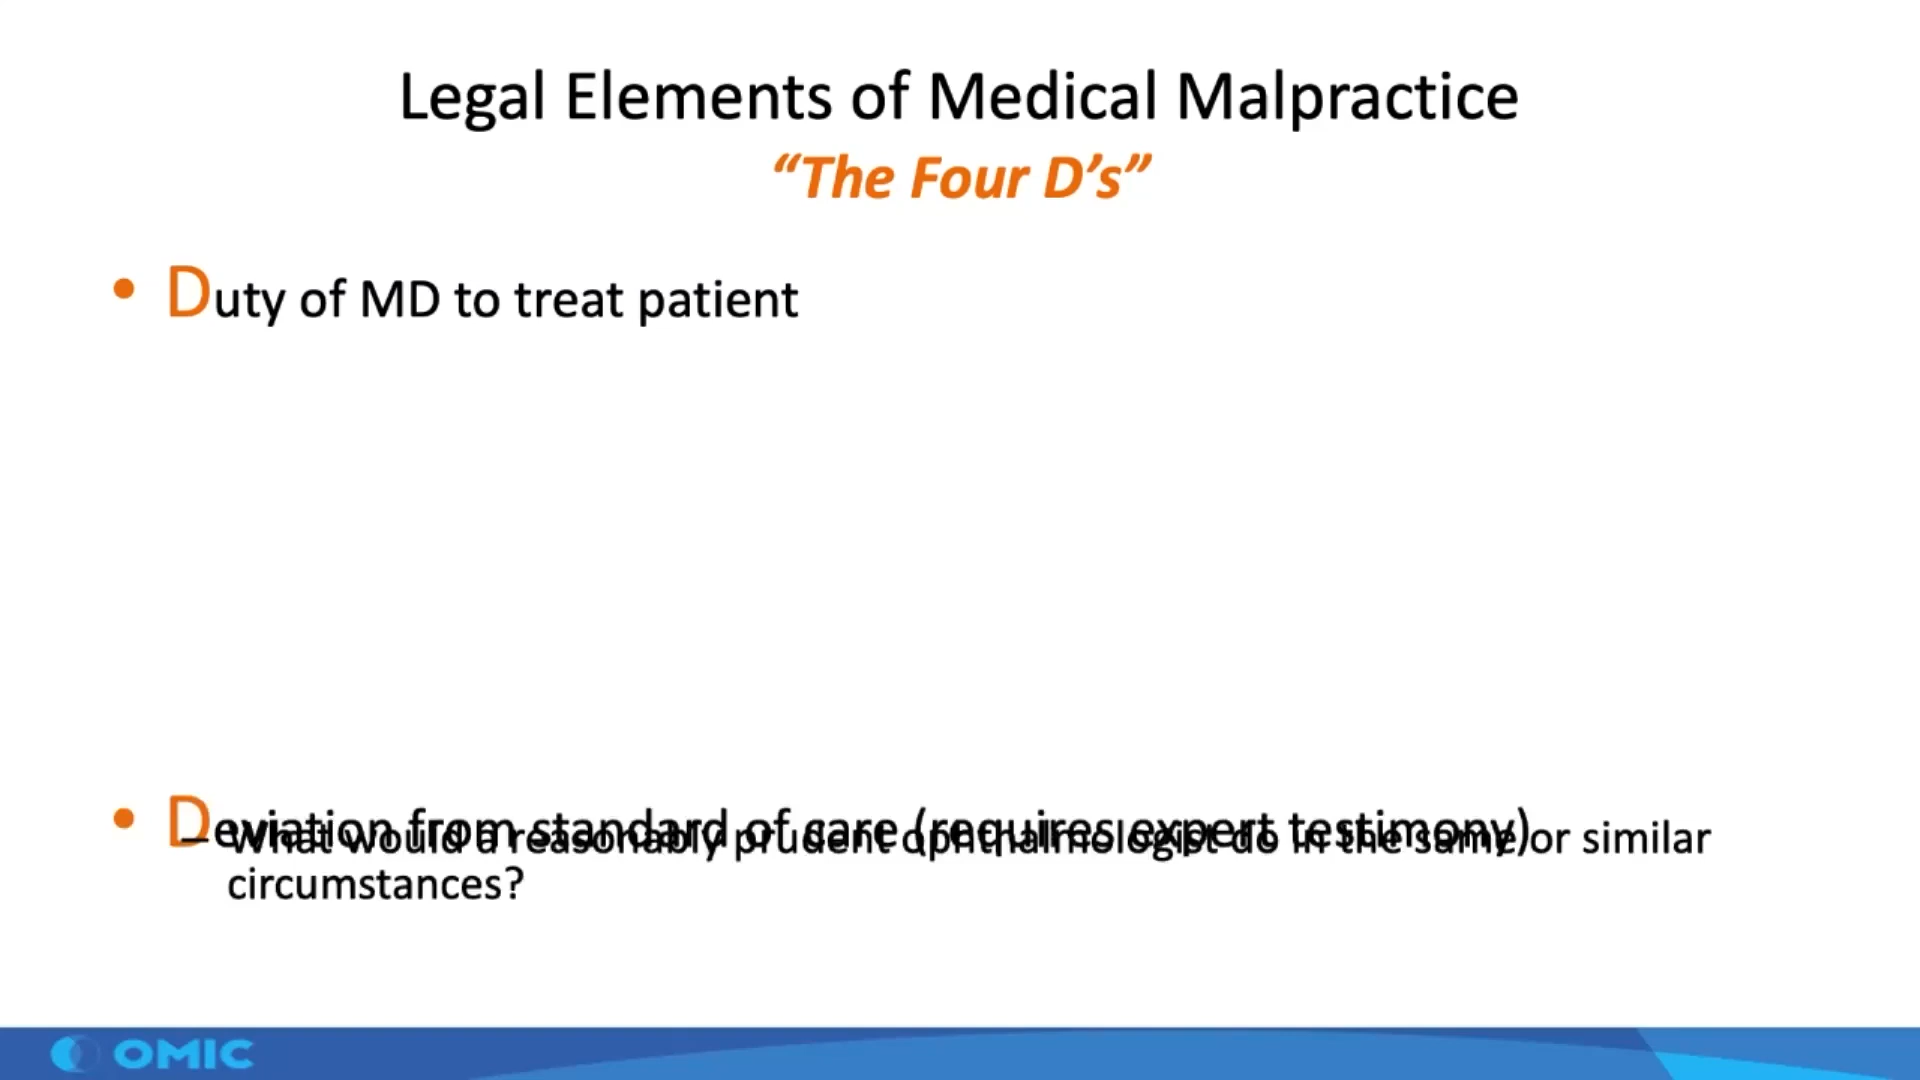 Legal Elements of Medical Malpractice
“The Four D’s”
• Duty of MD to treat patient
• Deviation from standard of care (requires expert testimony)
– What would a reasonably prudent ophthalmologist do in the same or similar
circumstances?
OMIC